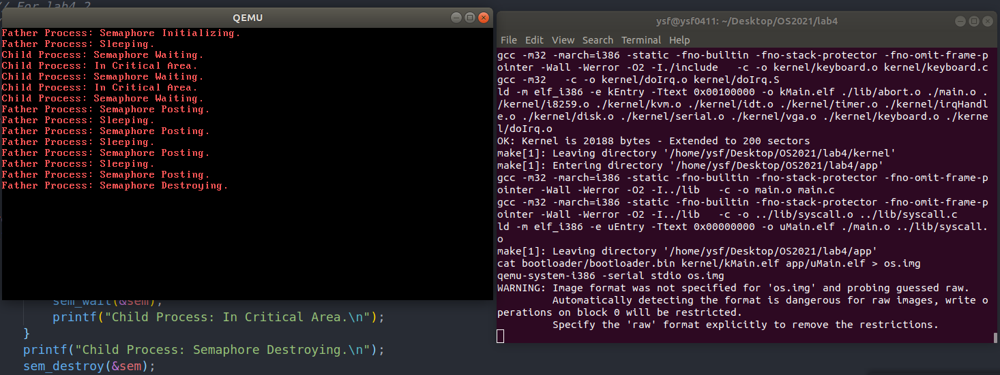 // For lab4.2
QEMU
Father Process: Semaphore Initializing.
Father Process: Sleeping.
Child Process: Semaphore Waiting.
Child Process: In Critical Area.
Child Process: Semaphore Waiting.
Child Process: In Critical Area.
Child Process: Semaphore Waiting.
Father Process: Semaphore Posting.
Father Process: Sleeping.
Father Process: Semaphore Posting.
Father Process: Sleeping.
Father Process: Semaphore Posting.
Father Process: Sleeping.
Father Process: Semaphore Posting.
Father Process: Semaphore Destroying.
sem_wait(&sem);
printf("Child Process: In Critical Area.\n");
}
printf("Child Process: Semaphore Destroying.\n");
sem_destroy(&sem);
ysf@ysf0411: ~/Desktop/OS2021/lab4
File Edit View Search Terminal Help
gcc -m32 -march=i386 -static -fno-builtin -fno-stack-protector -fno-omit-frame-p
ointer -Wall -Werror -O2 -I./include   -c -o kernel/keyboard.o kernel/keyboard.c
gcc -m32   -c -o kernel/doIrq.o kernel/doIrq.S
ld -m elf_i386 -e kEntry -Ttext 0x00100000 -o kMain.elf ./lib/abort.o ./main.o .
/kernel/i8259.o ./kernel/kvm.o ./kernel/idt.o ./kernel/timer.o ./kernel/irqHandl
e.o ./kernel/disk.o ./kernel/serial.o ./kernel/vga.o ./kernel/keyboard.o ./kerne
l/doIrq.o
OK: Kernel is 20188 bytes - Extended to 200 sectors
make[1]: Leaving directory '/home/ysf/Desktop/OS2021/lab4/kernel'
make[1]: Entering directory '/home/ysf/Desktop/OS2021/lab4/app'
gcc -m32 -march=i386 -static -fno-builtin -fno-stack-protector -fno-omit-frame-p
ointer -Wall -Werror -O2 -I../lib   -c -o main.o main.c
gcc -m32 -march=i386 -static -fno-builtin -fno-stack-protector -fno-omit-frame-p
ointer -Wall -Werror -O2 -I../lib   -c -o ../lib/syscall.o ../lib/syscall.c
ld -m elf_i386 -e uEntry -Ttext 0x00000000 -o uMain.elf ./main.o ../lib/syscall.
o
make[1]: Leaving directory '/home/ysf/Desktop/OS2021/lab4/app'
cat bootloader/bootloader.bin kernel/kMain.elf app/uMain.elf > os.img
qemu-system-i386 -serial stdio os.img
WARNING: Image format was not specified for 'os.img' and probing guessed raw.
         Automatically detecting the format is dangerous for raw images, write o
perations on block 0 will be restricted.
         Specify the 'raw' format explicitly to remove the restrictions.